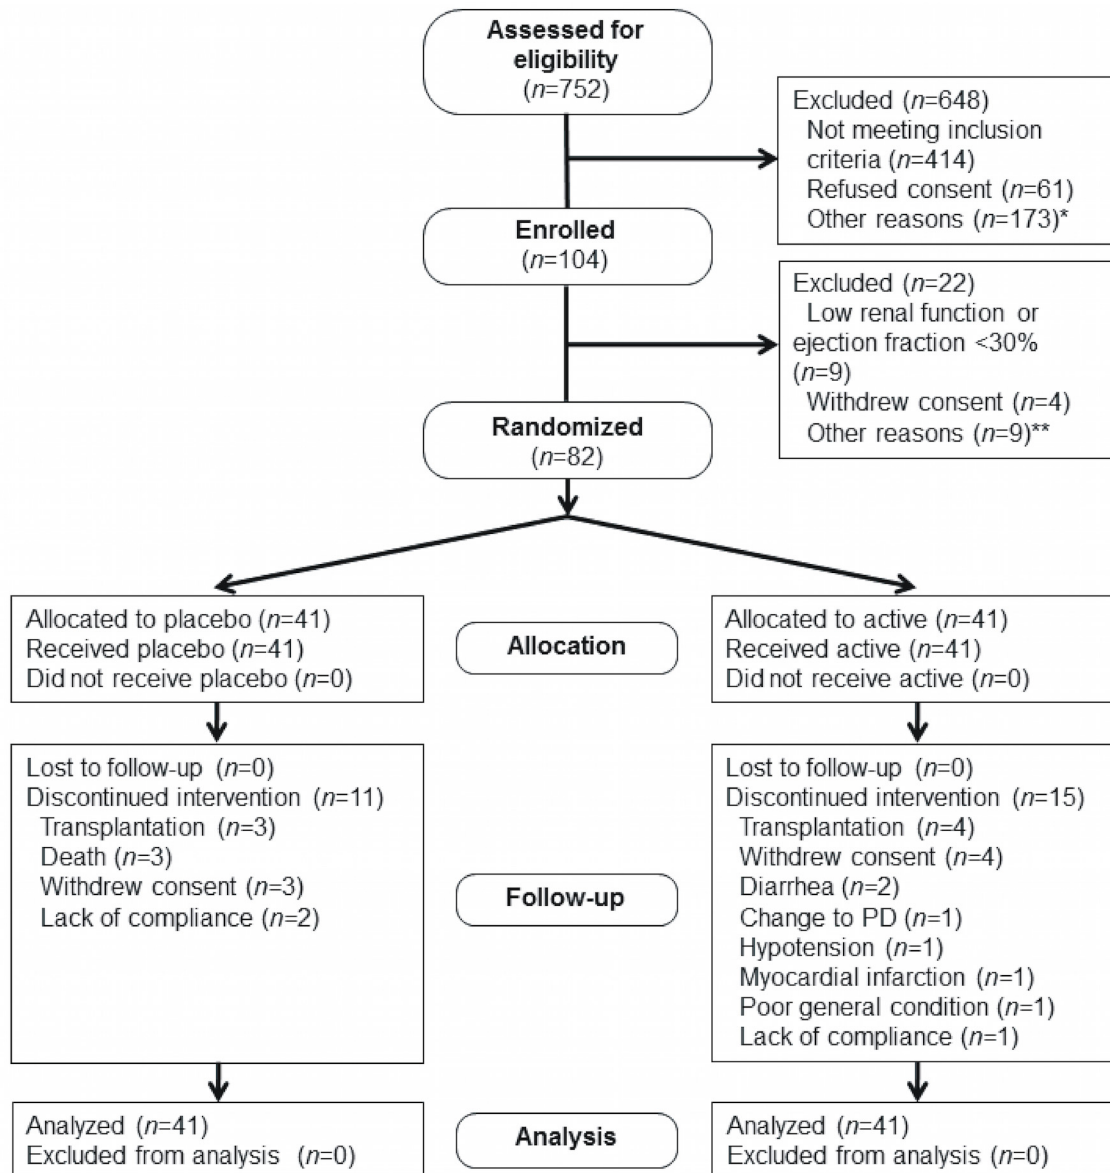 Assessed for
eligibility
(n=752)
Excluded (n=648)
Not meeting inclusion
criteria (n=414)
Refused consent (n=61)
Other reasons (n=173)*
Enrolled
(n=104)
Excluded (n=22)
Low renal function or
ejection fraction <30%
(n=9)
Withdrew consent (n=4)
Other reasons (n=9)**
Randomized
(n=82)
Allocated to placebo (n=41)
Received placebo (n=41)
Did not receive placebo (n=0)
Allocation
Allocated to active (n=41)
Received active (n=41)
Did not receive active (n=0)
Lost to follow-up (n=0)
Discontinued intervention (n=11)
Transplantation (n=3)
Death (n=3)
Withdrew consent (n=3)
Lack of compliance (n=2)
Follow-up
Lost to follow-up (n=0)
Discontinued intervention (n=15)
Transplantation (n=4)
Withdrew consent (n=4)
Diarrhea (n=2)
Change to PD (n=1)
Hypotension (n=1)
Myocardial infarction (n=1)
Poor general condition (n=1)
Lack of compliance (n=1)
Analyzed (n=41)
Excluded from analysis (n=0)
Analysis
Analyzed (n=41)
Excluded from analysis (n=0)